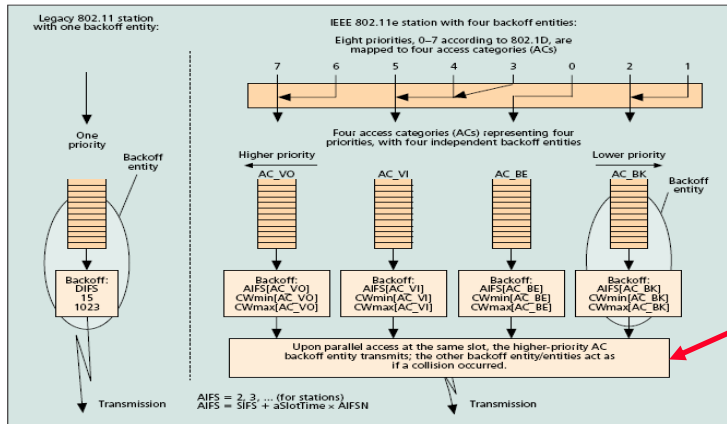 Legacy 802.11 station
with one backoff entity:
IEEE 802.11e station with four backoff entities:
Eight priorities, 0–7 according to 802.1D, are
mapped to four access categories (ACs)
7 6 5 4 3 0 2 1
One
priority
Backoff
entity
Four access categories (ACs) representing four
priorities, with four independent backoff entities
Higher priority
Lower priority
AC_VO AC_VI AC_BE AC_BK
Backoff
entity
Backoff:
DIFS
15
1023
Backoff:
AIFS[AC_VO]
CWmin[AC_VO]
CWmax[AC_VO]
Backoff:
AIFS[AC_VI]
CWmin[AC_VI]
CWmax[AC_VI]
Backoff:
AIFS[AC_BE]
CWmin[AC_BE]
CWmax[AC_BE]
Backoff:
AIFS[AC_BK]
CWmin[AC_BK]
CWmax[AC_BK]
Upon parallel access at the same slot, the higher-priority AC
backoff entity transmits; the other backoff entity/entities act as
if a collision occurred.
Transmission
AIFS = 2, 3, ... (for stations)
AIFS = SIFS + aSlotTime × AIFSN
Transmission